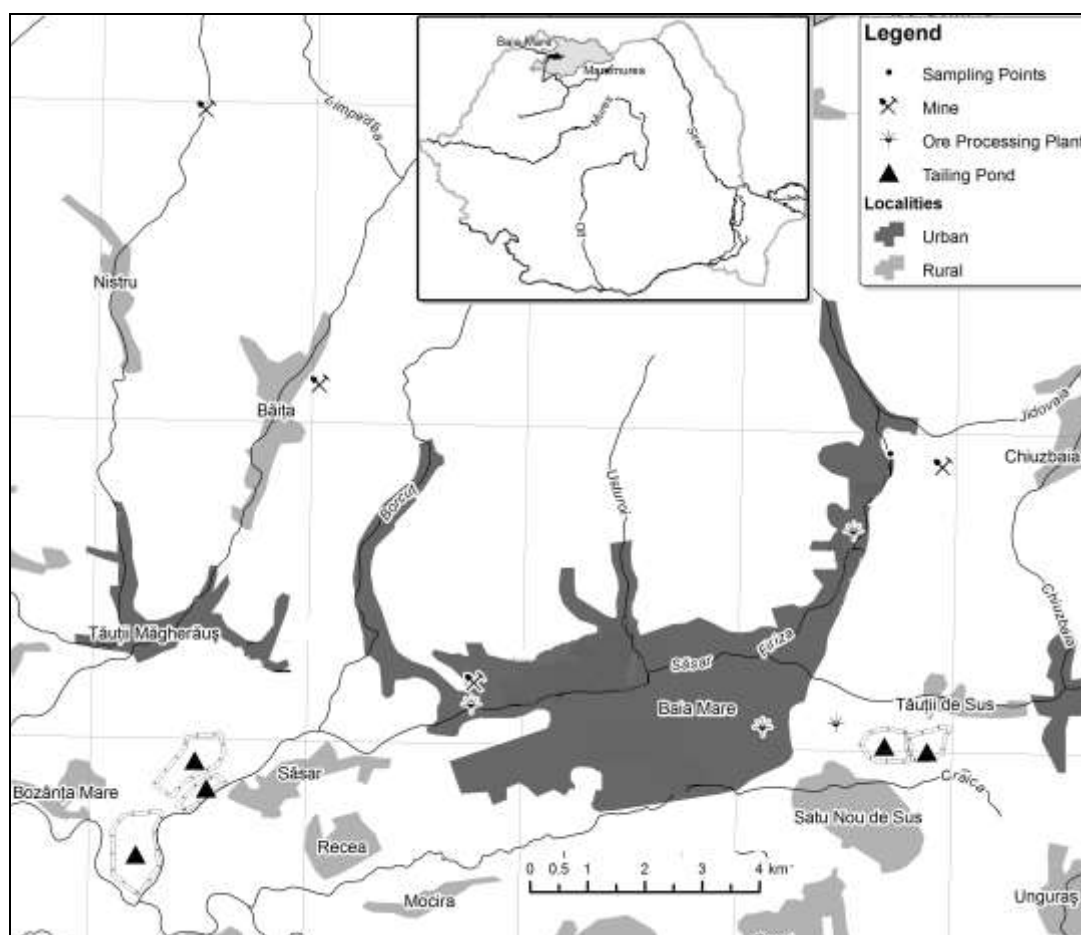 Legend
Sampling Points
Mine
Ore Processing Plant
Tailing Pond
Localities
Urban
Rural
Baia Mare
Maramures
Mures
Siret
Olt
Limpedea
Nistru
Băița
Borcut
Usturoi
Jidovaia
Chiuzbaia
Chiuzbaia
Tăuții Măgherăuș
Firiza
Săsar
Baia Mare
Tăuții de Sus
Craica
Bozânta Mare
Săsar
Satu Nou de Sus
Recea
Mocira
Unguraș
0 0.5 1 2 3 4 km